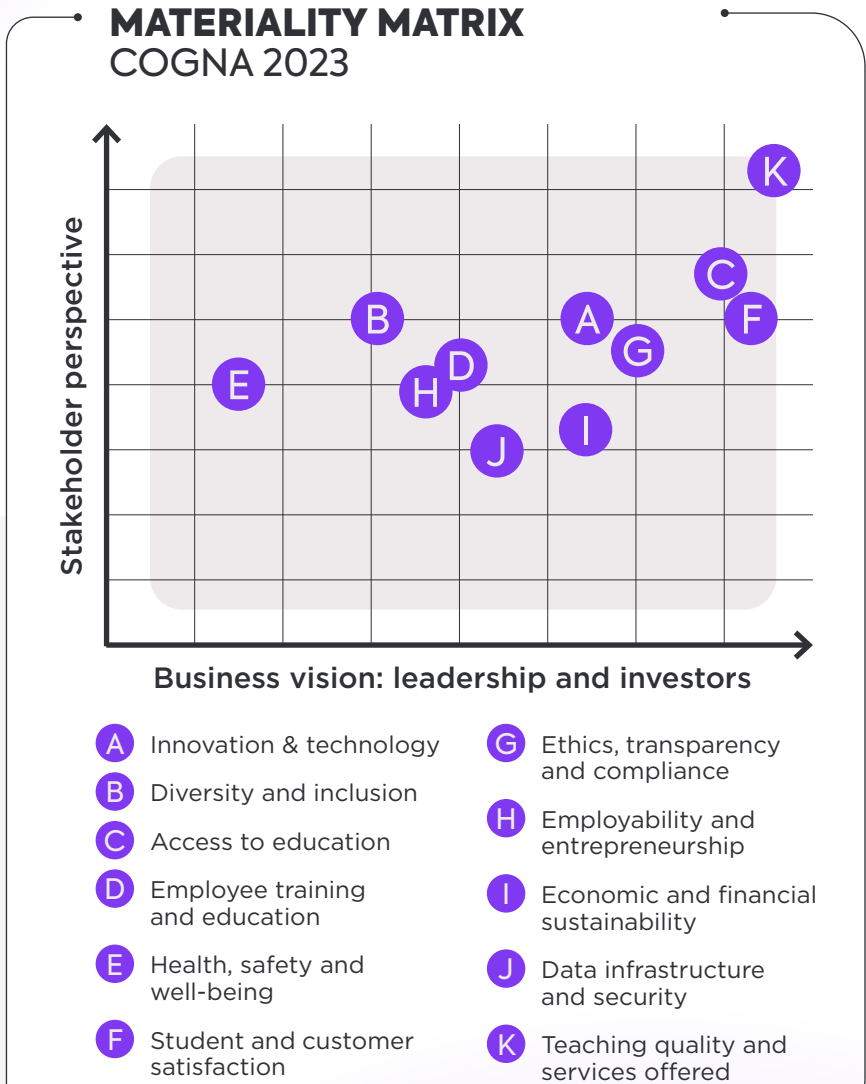 MATERIALITY MATRIX
COGNA 2023
Stakeholder perspective
K
C
B
A
F
G
D
E
H
I
J
Business vision: leadership and investors
A Innovation & technology
B Diversity and inclusion
C Access to education
D Employee training
and education
E Health, safety and
well-being
F Student and customer
satisfaction
G Ethics, transparency
and compliance
H Employability and
entrepreneurship
I Economic and financial
sustainability
J Data infrastructure
and security
K Teaching quality and
services offered